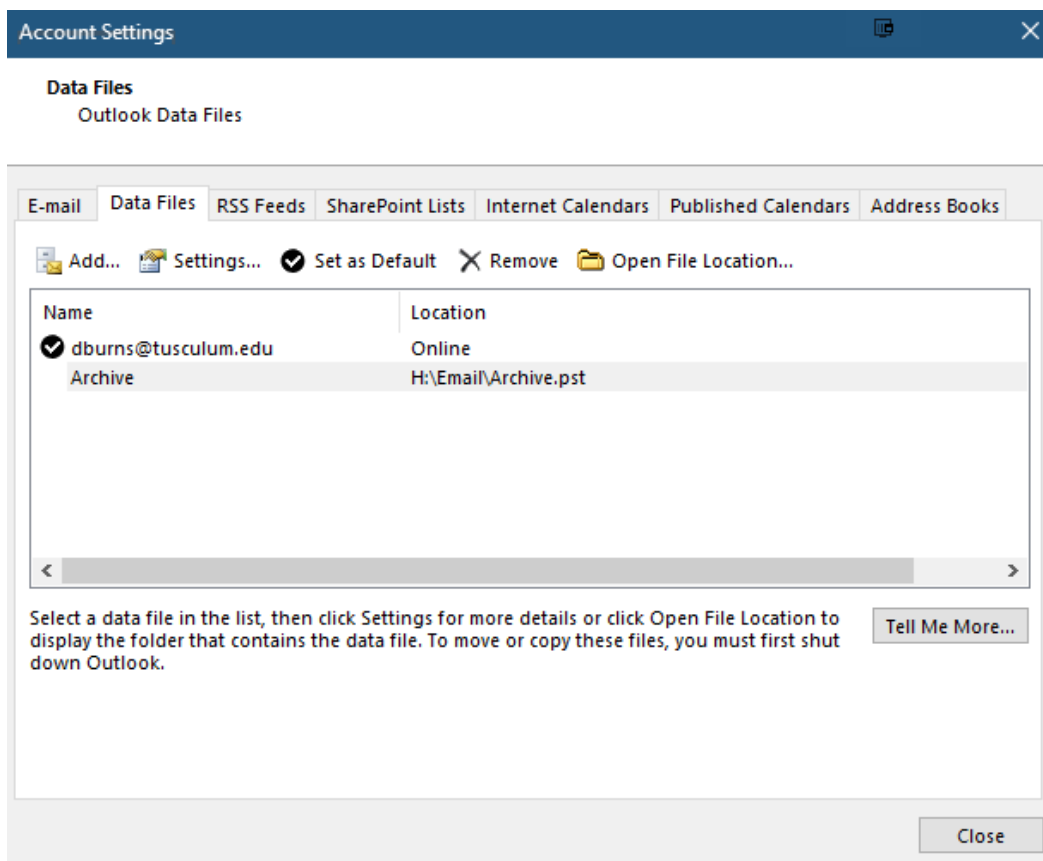 Account Settings
Data Files
Outlook Data Files
E-mail Data Files RSS Feeds SharePoint Lists Internet Calendars Published Calendars Address Books
Add... Settings... Set as Default Remove Open File Location...
Name Location
dburns@tusculum.edu Online
Archive H:\Email\Archive.pst
Select a data file in the list, then click Settings for more details or click Open File Location to
display the folder that contains the data file. To move or copy these files, you must first shut
down Outlook.
Tell Me More...
Close